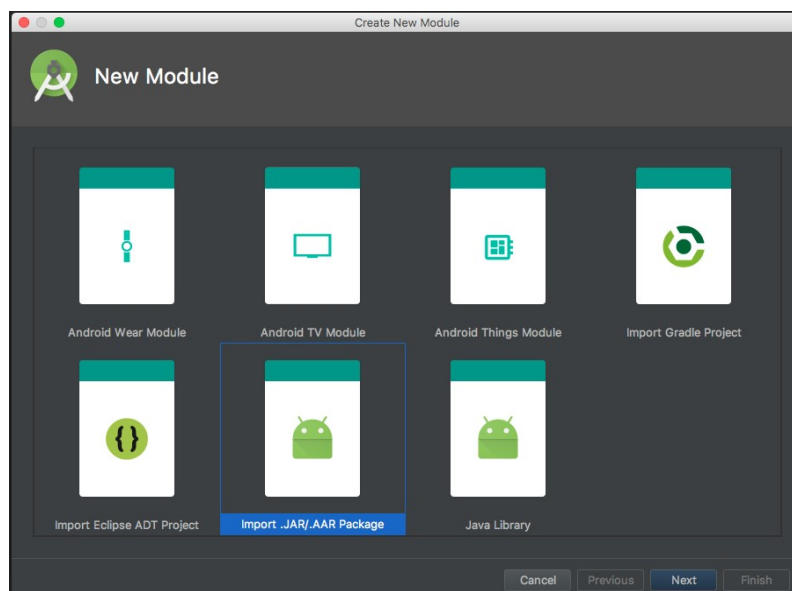 Create New Module
New Module
Android Wear Module
Android TV Module
Android Things Module
Import Gradle Project
Import Eclipse ADT Project
Import .JAR/.AAR Package
Java Library
Cancel
Previous
Next
Finish